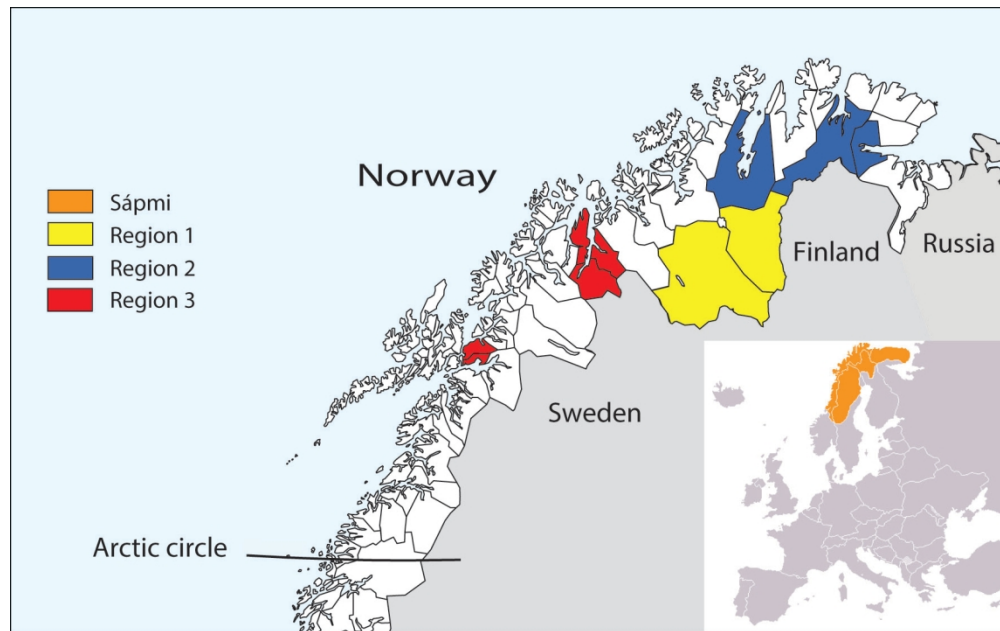 Norway
Sápmi
Region 1
Region 2
Region 3
Finland
Russia
Sweden
Arctic circle